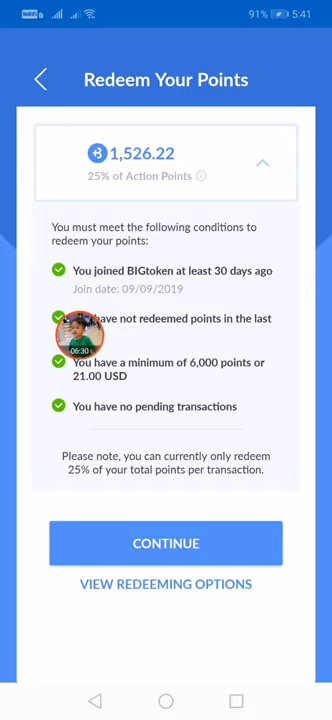 91% 5:41
Redeem Your Points
1,526.22
25% of Action Points
You must meet the following conditions to
redeem your points:
You joined BIGtoken at least 30 days ago
Join date: 09/09/2019
have not redeemed points in the last
06:30
You have a minimum of 6,000 points or
21.00 USD
You have no pending transactions
Please note, you can currently only redeem
25% of your total points per transaction.
CONTINUE
VIEW REDEEMING OPTIONS